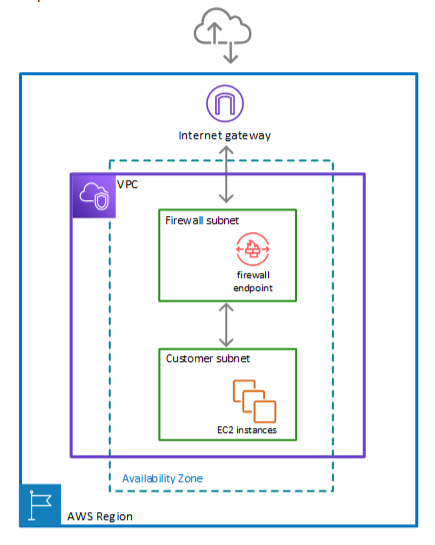 Internet gateway
VPC
Firewall subnet
firewall
endpoint
Customer subnet
EC2 instances
Availability Zone
AWS Region